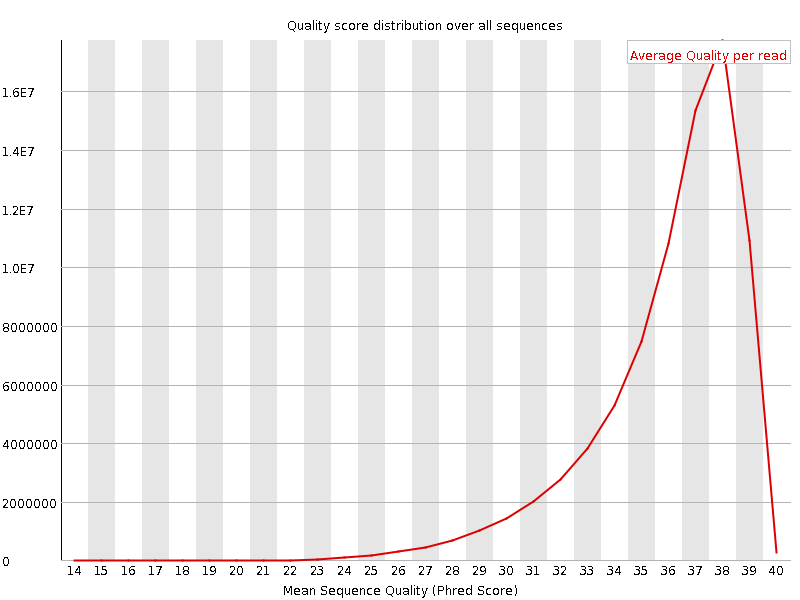 Quality score distribution over all sequences
Average Quality per read
1.6E7
1.4E7
1.2E7
1.0E7
8000000
6000000
4000000
2000000
0
14 15 16 17 18 19 20 21 22 23 24 25 26 27 28 29 30 31 32 33 34 35 36 37 38 39 40
Mean Sequence Quality (Phred Score)